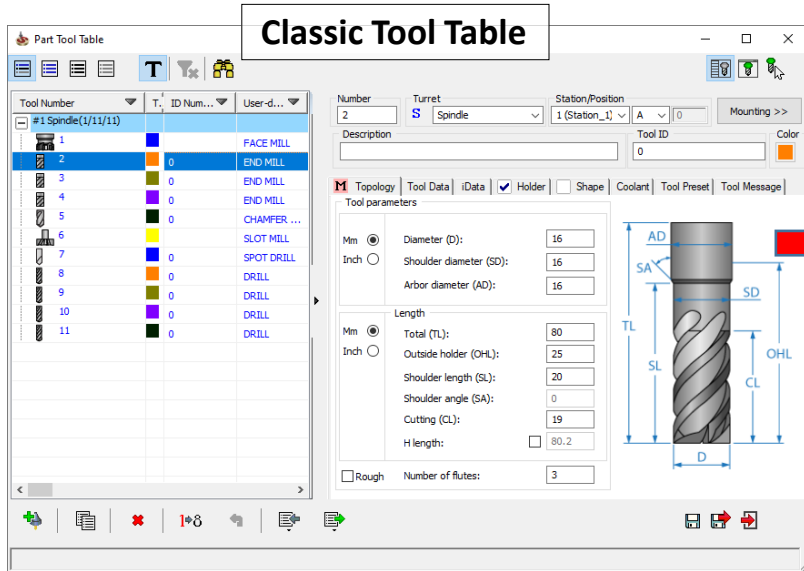 Classic Tool Table
Part Tool Table
T
Tool Number T. ID Num... User-d...
#1 Spindle(1/11/11)
1 FACE MILL
2 0 END MILL
3 0 END MILL
4 0 END MILL
5 0 CHAMFER ...
6 SLOT MILL
7 0 SPOT DRILL
8 0 DRILL
9 0 DRILL
10 0 DRILL
11 0 DRILL
Number Turret Station/Position
2 S Spindle 1 (Station_1) A 0 Mounting >>
Description Tool ID Color
0
M Topology Tool Data iData Holder Shape Coolant Tool Preset Tool Message
Tool parameters
Mm Diameter (D): 16
Inch Shoulder diameter (SD): 16
Arbor diameter (AD): 16
Length
Mm Total (TL): 80
Inch Outside holder (OHL): 25
Shoulder length (SL): 20
Shoulder angle (SA): 0
Cutting (CL): 19
H length: 80.2
Rough Number of flutes: 3
AD
SA
SD
TL
OHL
SL
CL
D
1 8